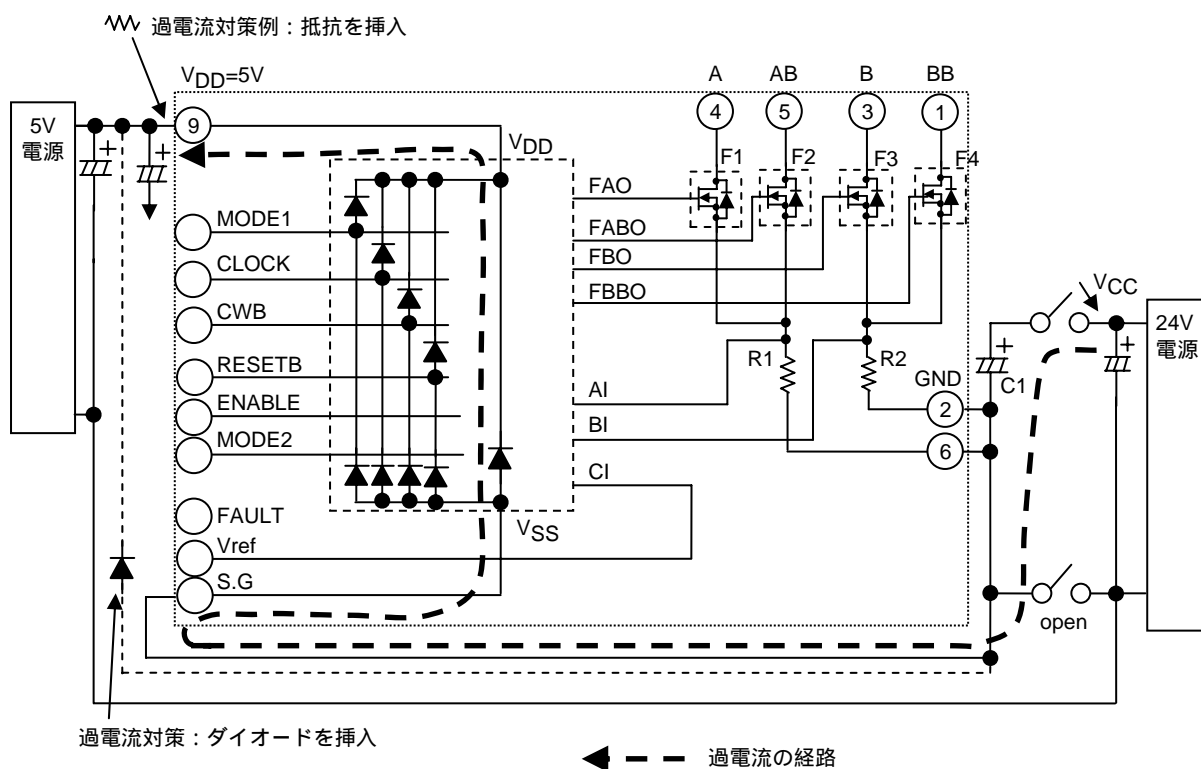 過電流対策例：抵抗を挿入
VDD=5V
A
AB
B
BB
5V
電源
+
+
9
4
5
3
1
VDD
F1
F2
F3
F4
FAO
MODE1
FABO
CLOCK
FBO
FBBO
CWB
VCC
24V
電源
RESETB
R1
R2
GND
+
C1
+
ENABLE
AI
2
MODE2
BI
6
CI
FAULT
VSS
Vref
S.G
open
過電流対策：ダイオードを挿入
過電流の経路